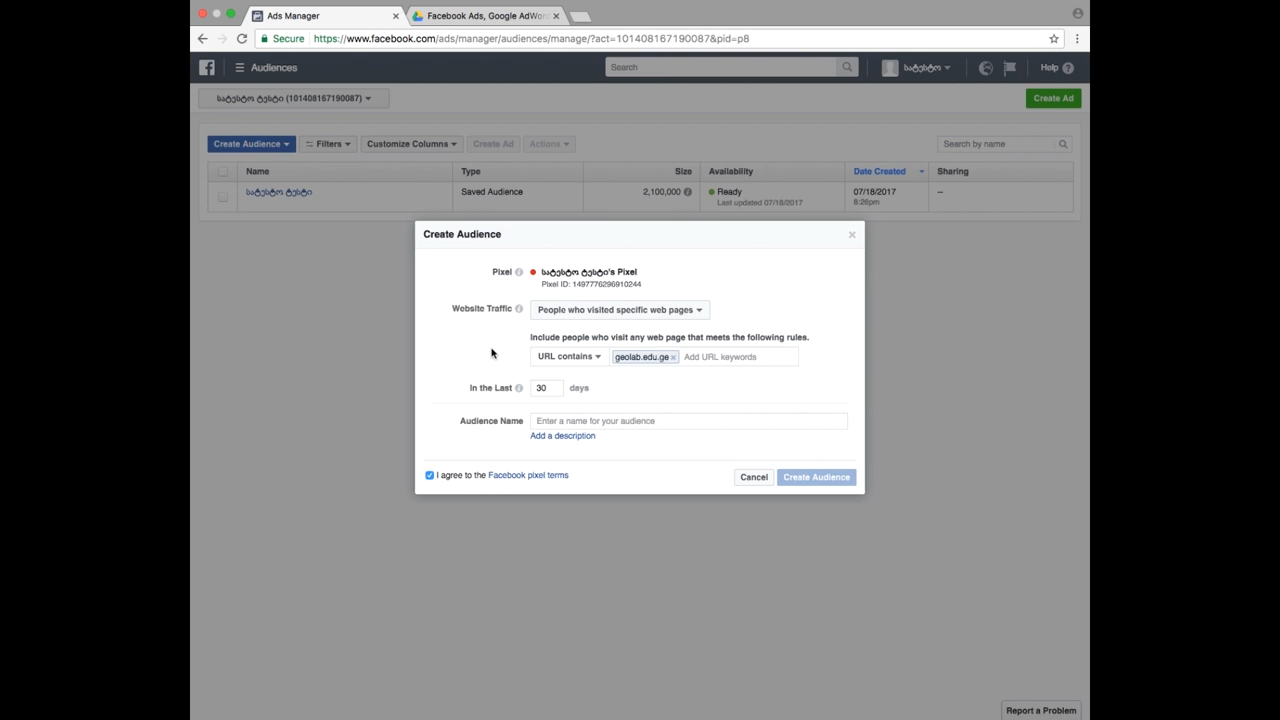 Ads Manager
Facebook Ads, Google AdWor
Secure https://www.facebook.com/ads/manager/audiences/manage/?act=101408167190087&pid=p8
Audiences
Search
სატესტო
Help
სატესტო ტესტი (101408167190087)
Create Ad
Create Audience
Filters
Customize Columns
Create Ad
Actions
Search by name
Name
Type
Size
Availability
Date Created
Sharing
სატესტო ტესტი
Saved Audience
2,100,000
Ready
Last updated 07/18/2017
07/18/2017
8:26pm
--
Create Audience
Pixel
სატესტო ტესტი's Pixel
Pixel ID: 1497776296910244
Website Traffic
People who visited specific web pages
Include people who visit any web page that meets the following rules.
URL contains
geolab.edu.ge
Add URL keywords
In the Last 30 days
Audience Name
Enter a name for your audience
Add a description
I agree to the Facebook pixel terms
Cancel
Create Audience
Report a Problem